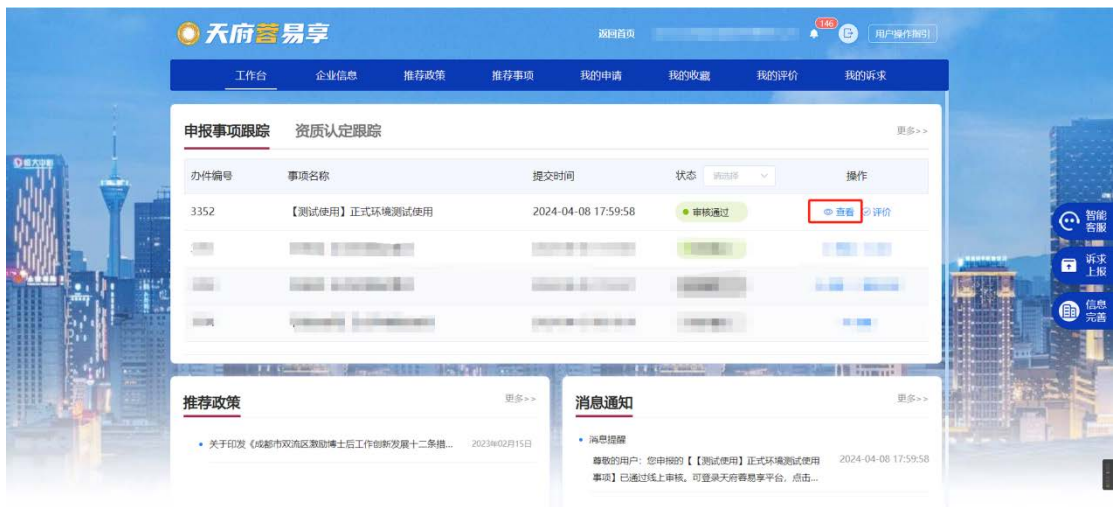 天府蓉易享
返回首页
146
用户操作指引
工作台 企业信息 推荐政策 推荐事项 我的申请 我的收藏 我的评价 我的诉求
申报事项跟踪 资质认定跟踪 更多>>
办件编号 事项名称 提交时间 状态 请选择 操作
3352 【测试使用】正式环境测试使用 2024-04-08 17:59:58 审核通过 查看 评价
智能
客服
诉求
上报
信息
完善
推荐政策 更多>>
关于印发《成都市双流区激励博士后工作创新发展十二条措... 2023年02月15日
消息通知 更多>>
消息提醒
尊敬的用户：您申报的【【测试使用】正式环境测试使用 2024-04-08 17:59:58
事项】已通过线上审核。可登录天府蓉易享平台，点击...